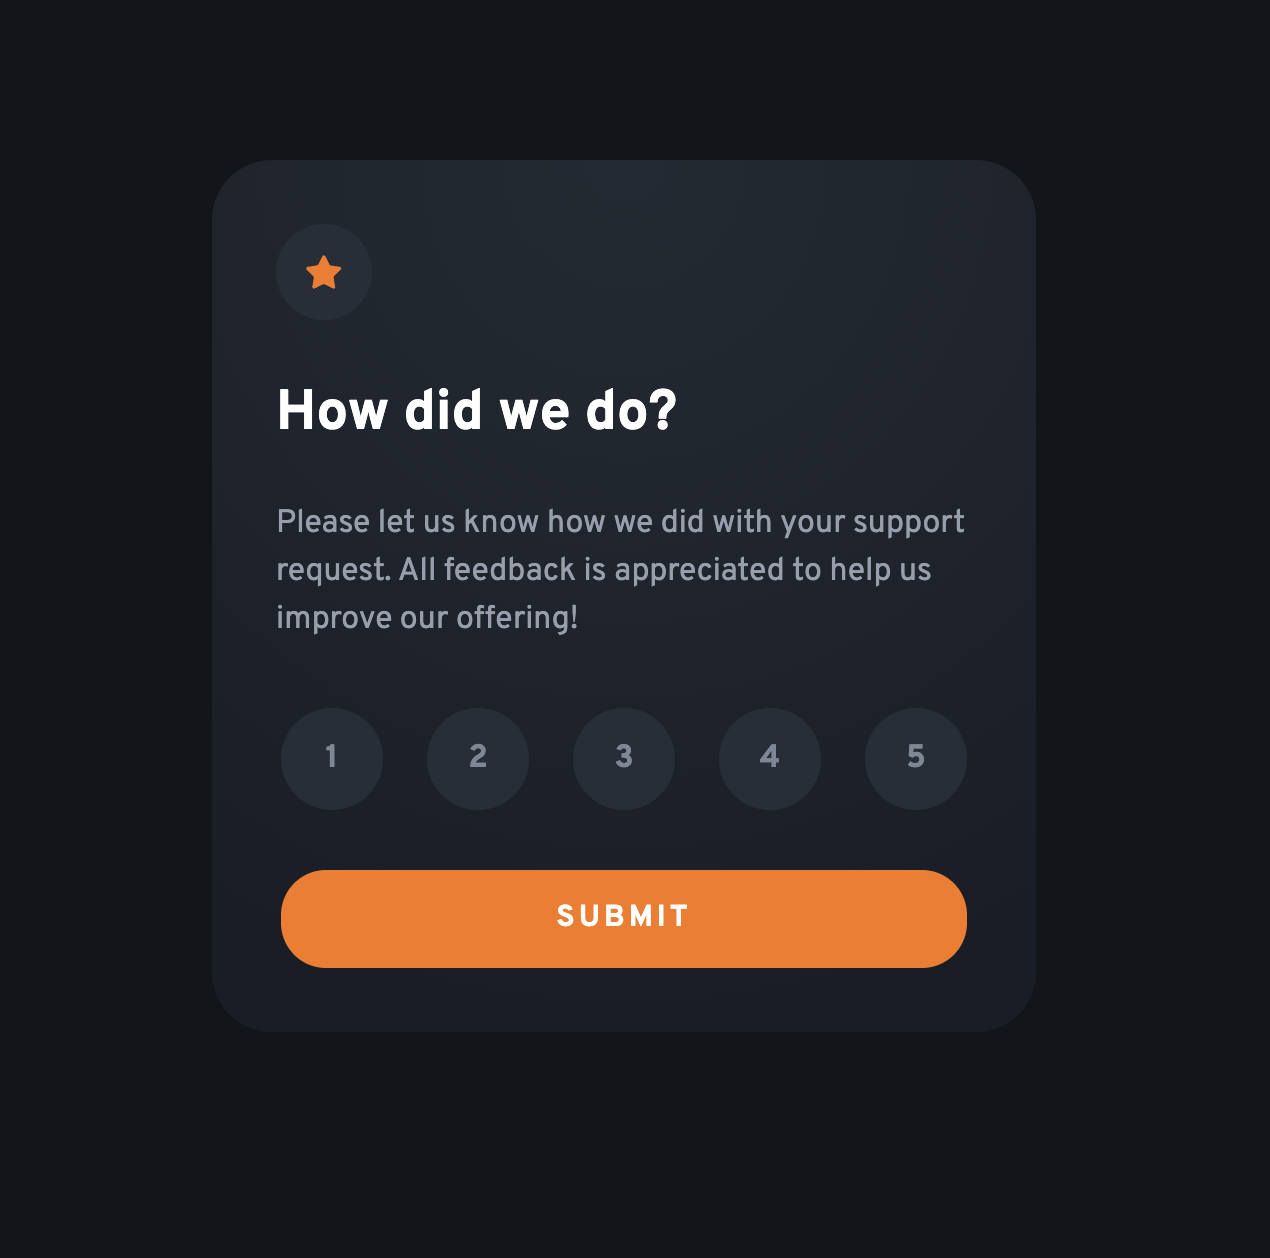 How did we do?
Please let us know how we did with your support
request. All feedback is appreciated to help us
improve our offering!
1 2 3 4 5
SUBMIT